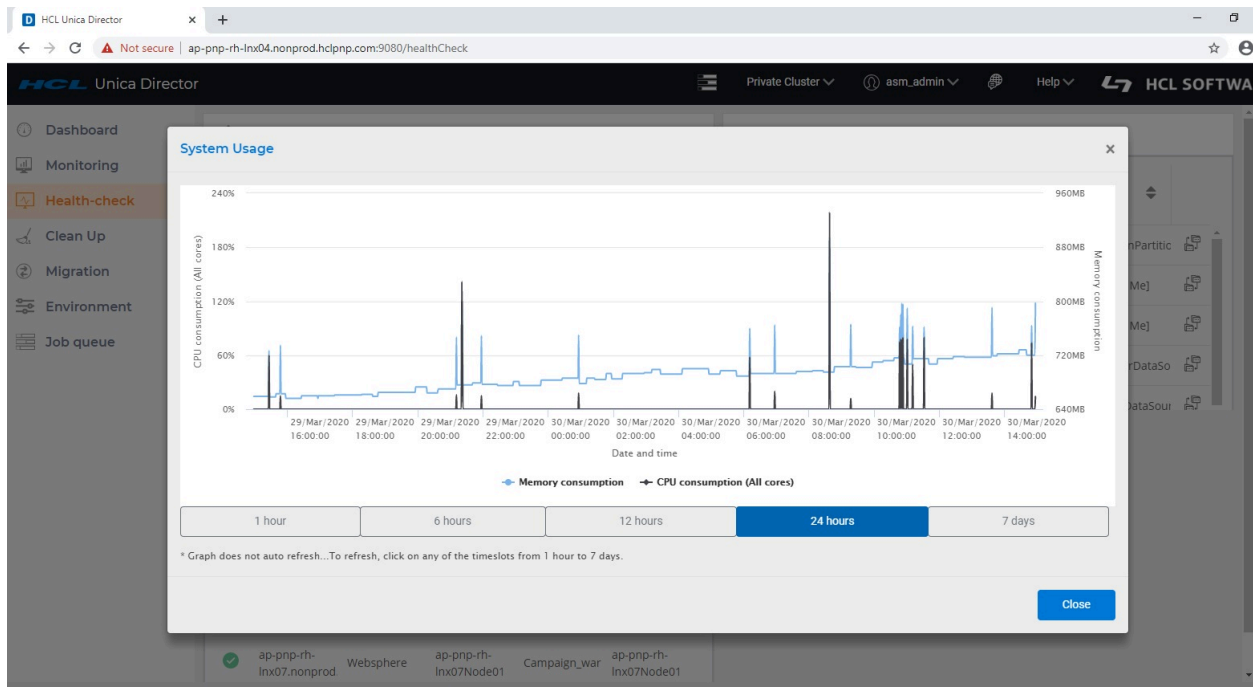 HCL Unica Director
Not secure | ap-pnp-rh-lnx04.nonprod.hclpnp.com:9080/healthCheck
HCL Unica Director
Private Cluster
asm_admin
Help
HCL SOFTWA
Dashboard
Monitoring
Health-check
Clean Up
Migration
Environment
Job queue
System Usage
240%
180%
120%
60%
0%
CPU consumption (All cores)
960MB
880MB
800MB
720MB
640MB
Memory consumption
29/Mar/2020 29/Mar/2020 29/Mar/2020 29/Mar/2020 30/Mar/2020 30/Mar/2020 30/Mar/2020 30/Mar/2020 30/Mar/2020 30/Mar/2020 30/Mar/2020 30/Mar/2020
16:00:00 18:00:00 20:00:00 22:00:00 00:00:00 02:00:00 04:00:00 06:00:00 08:00:00 10:00:00 12:00:00 14:00:00
Date and time
Memory consumption CPU consumption (All cores)
1 hour 6 hours 12 hours 24 hours 7 days
* Graph does not auto refresh...To refresh, click on any of the timeslots from 1 hour to 7 days.
Close
nPartitic
Me]
Me]
rDataSo
DataSour
ap-pnp-rh- ap-pnp-rh- ap-pnp-rh-
Websphere Campaign_war
lnx07.nonprod. lnx07Node01 lnx07Node01